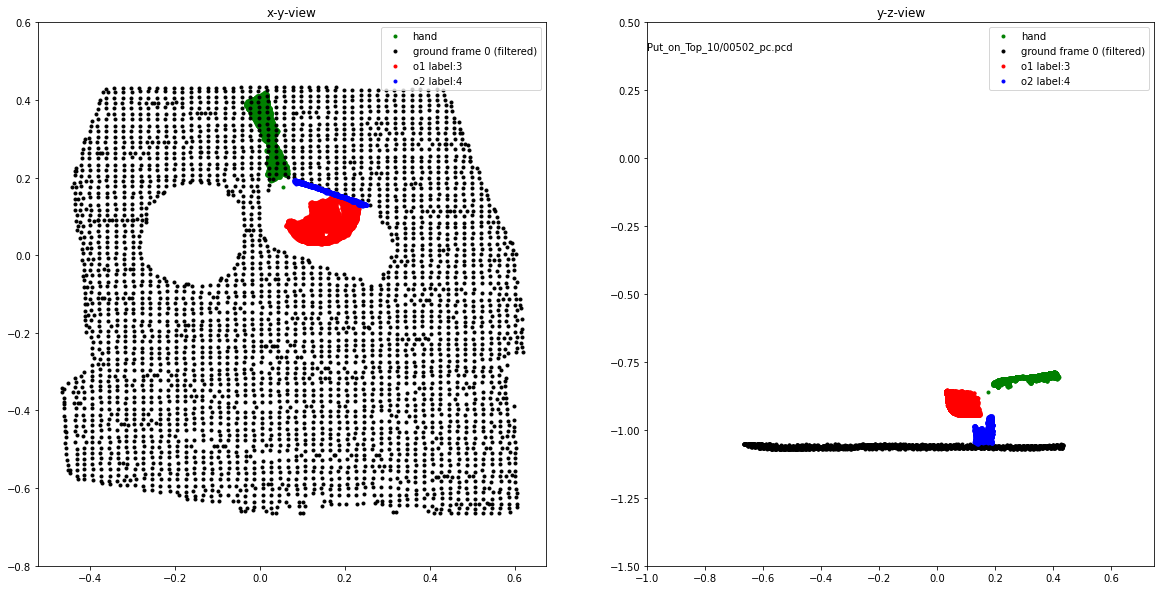 x-y-view
0.6
0.4
0.2
0.0
−0.2
−0.4
−0.6
−0.8
−0.4
−0.2
0.0
0.2
0.4
0.6
hand
ground frame 0 (filtered)
o1 label:3
o2 label:4
y-z-view
Put_on_Top_10/00502_pc.pcd
0.50
0.25
0.00
−0.25
−0.50
−0.75
−1.00
−1.25
−1.50
−1.0
−0.8
−0.6
−0.4
−0.2
0.0
0.2
0.4
0.6
hand
ground frame 0 (filtered)
o1 label:3
o2 label:4